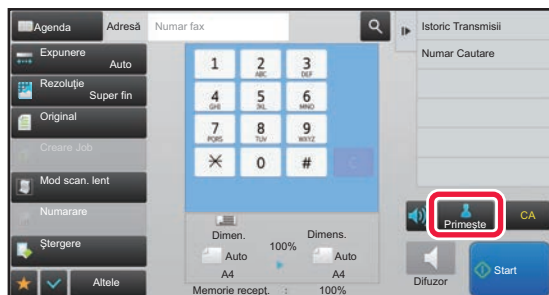 Agenda
Adresă
Numar fax
Istoric Transmisii
Expunere
Auto
Numar Cautare
Rezoluţie
Super fin
Original
Creare Job
Mod scan. lent
Numarare
Ştergere
Altele
1
2
ABC
3
DEF
4
GHI
5
JKL
6
MNO
7
PQRS
8
TUV
9
WXYZ
0
#
C
Dimen.
Dimens.
100%
Auto
Auto
A4
A4
Memorie recept. : 100%
Primeşte
CA
Difuzor
Start